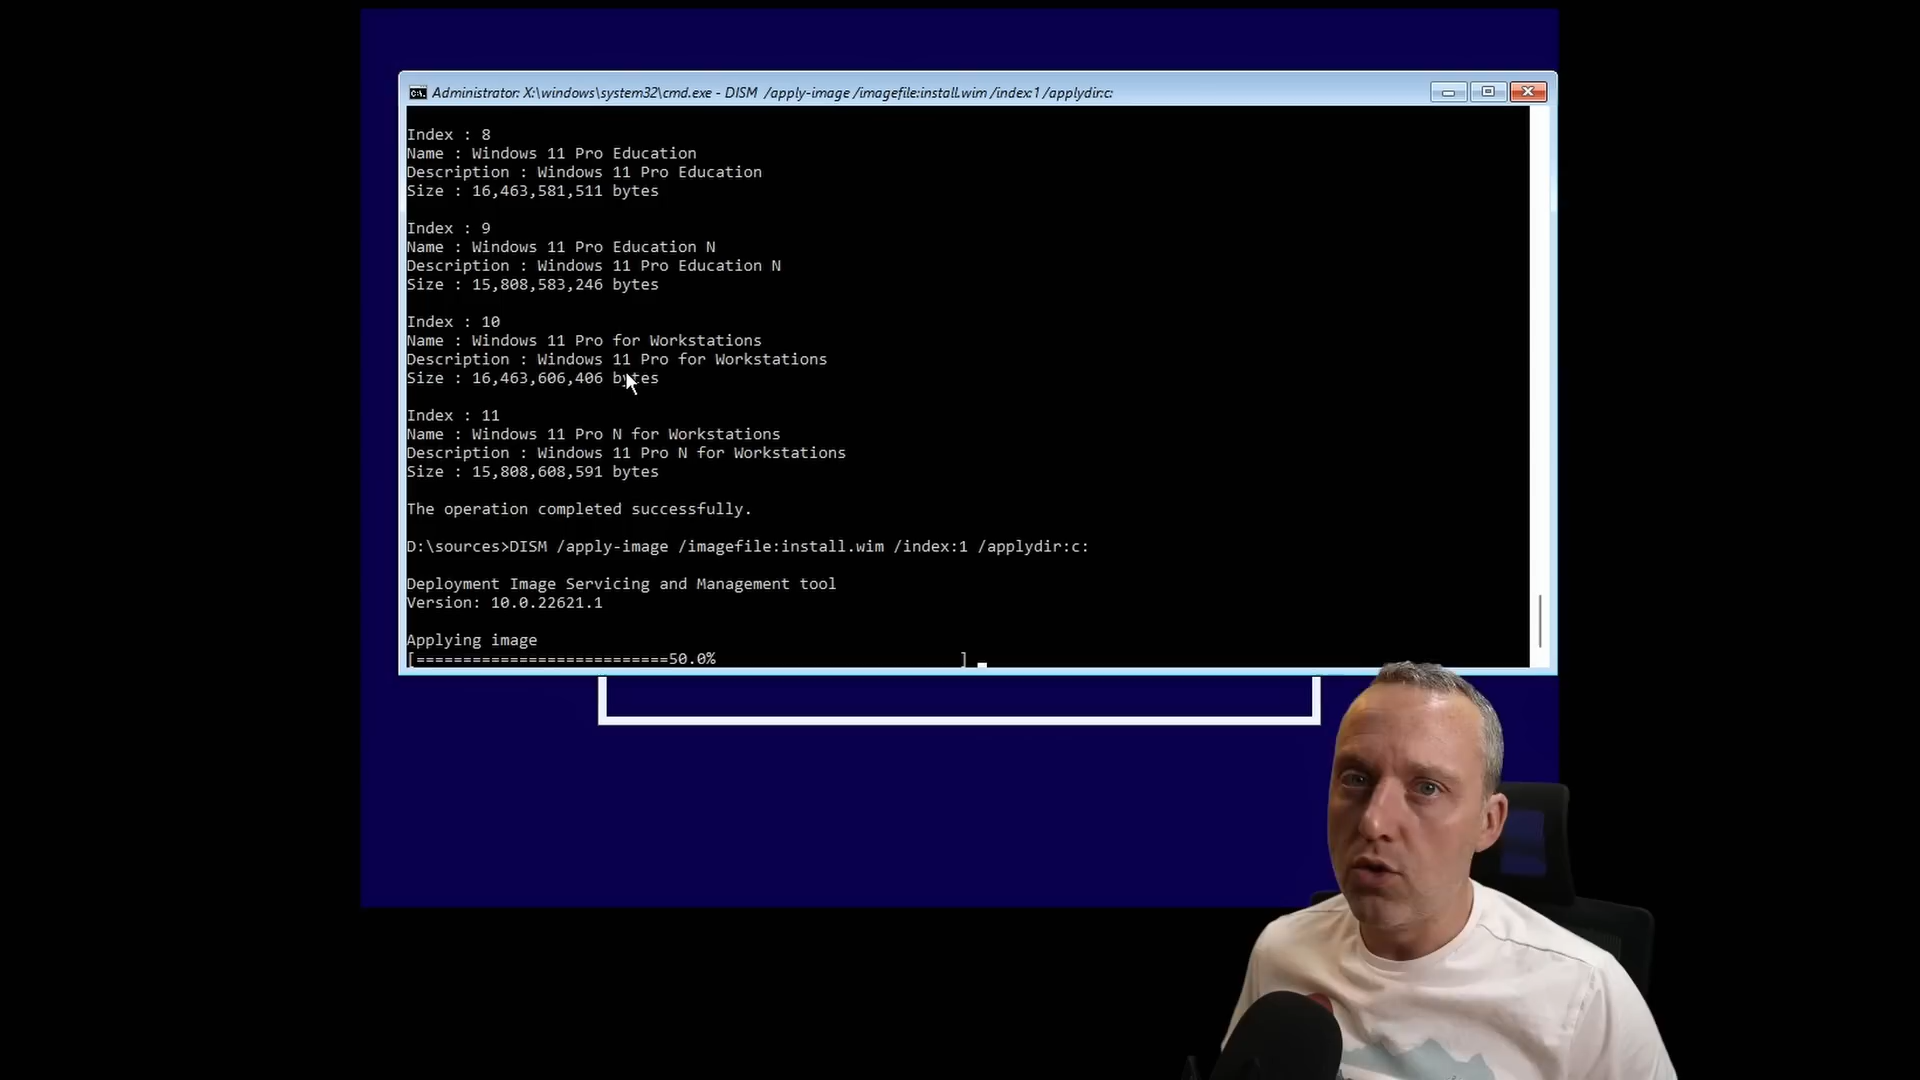 Administrator: X:\windows\system32\cmd.exe - DISM /apply-image /imagefile:install.wim /index:1 /applydir:c:
Index : 8
Name : Windows 11 Pro Education
Description : Windows 11 Pro Education
Size : 16,463,581,511 bytes
Index : 9
Name : Windows 11 Pro Education N
Description : Windows 11 Pro Education N
Size : 15,808,583,246 bytes
Index : 10
Name : Windows 11 Pro for Workstations
Description : Windows 11 Pro for Workstations
Size : 16,463,606,406 bytes
Index : 11
Name : Windows 11 Pro N for Workstations
Description : Windows 11 Pro N for Workstations
Size : 15,808,608,591 bytes
The operation completed successfully.
D:\sources>DISM /apply-image /imagefile:install.wim /index:1 /applydir:c:
Deployment Image Servicing and Management tool
Version: 10.0.22621.1
Applying image
[===========================50.0%                          ]